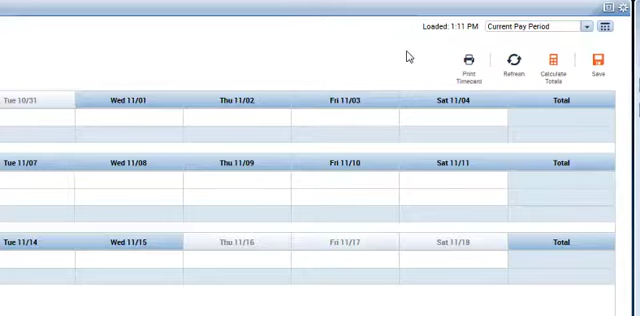 Loaded: 1:11 PM Current Pay Period
Print Timecard Refresh Calculate Totals Save
Tue 10/31 Wed 11/01 Thu 11/02 Fri 11/03 Sat 11/04 Total
Tue 11/07 Wed 11/08 Thu 11/09 Fri 11/10 Sat 11/11 Total
Tue 11/14 Wed 11/15 Thu 11/16 Fri 11/17 Sat 11/18 Total